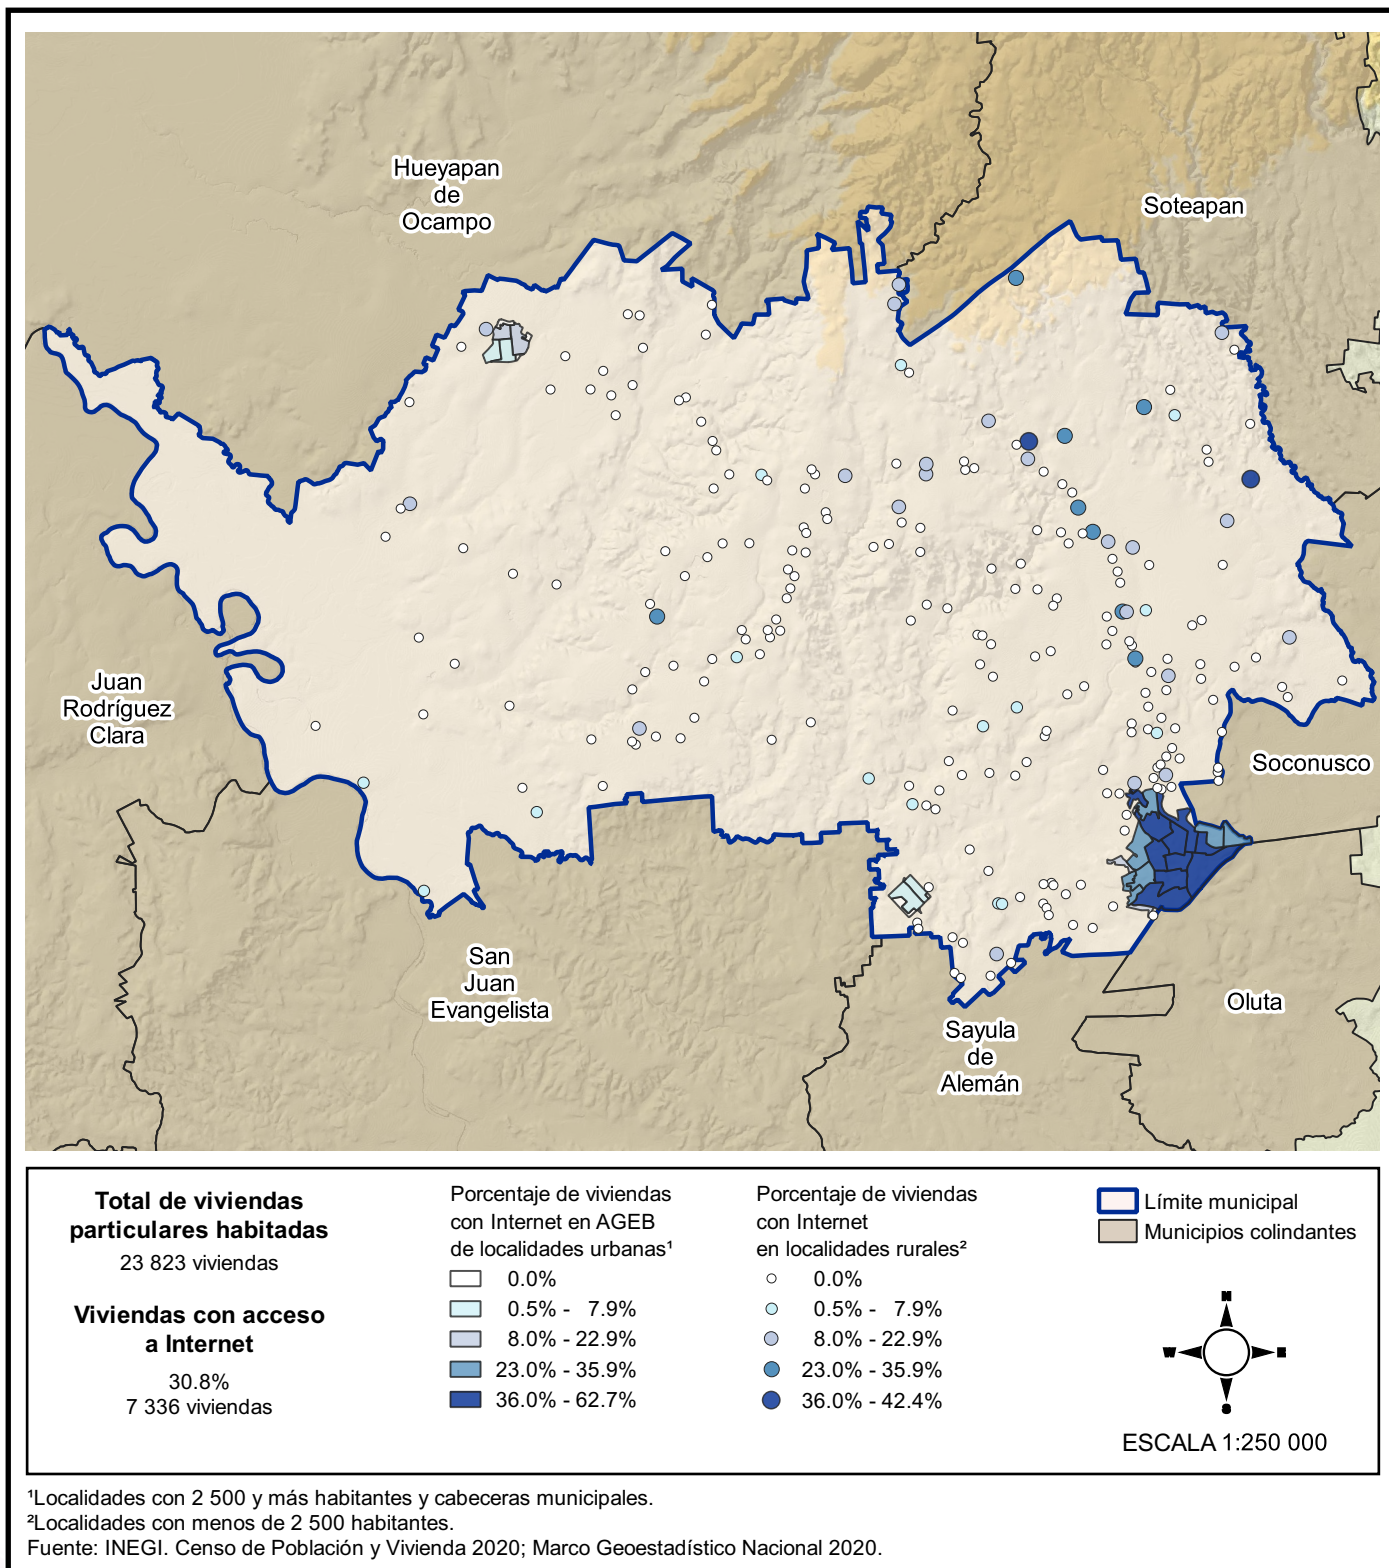 Hueyapan
de
Ocampo
Soteapan
Juan
Rodríguez
Clara
Soconusco
San
Juan
Evangelista
Oluta
Sayula
de
Alemán
Total de viviendas
particulares habitadas
23 823 viviendas
Viviendas con acceso
a Internet
30.8%
7 336 viviendas
Porcentaje de viviendas
con Internet en AGEB
de localidades urbanas¹
0.0%
0.5% - 7.9%
8.0% - 22.9%
23.0% - 35.9%
36.0% - 62.7%
Porcentaje de viviendas
con Internet
en localidades rurales²
0.0%
0.5% - 7.9%
8.0% - 22.9%
23.0% - 35.9%
36.0% - 42.4%
Límite municipal
Municipios colindantes
N
W E
S
ESCALA 1:250 000
¹Localidades con 2 500 y más habitantes y cabeceras municipales.
²Localidades con menos de 2 500 habitantes.
Fuente: INEGI. Censo de Población y Vivienda 2020; Marco Geoestadístico Nacional 2020.